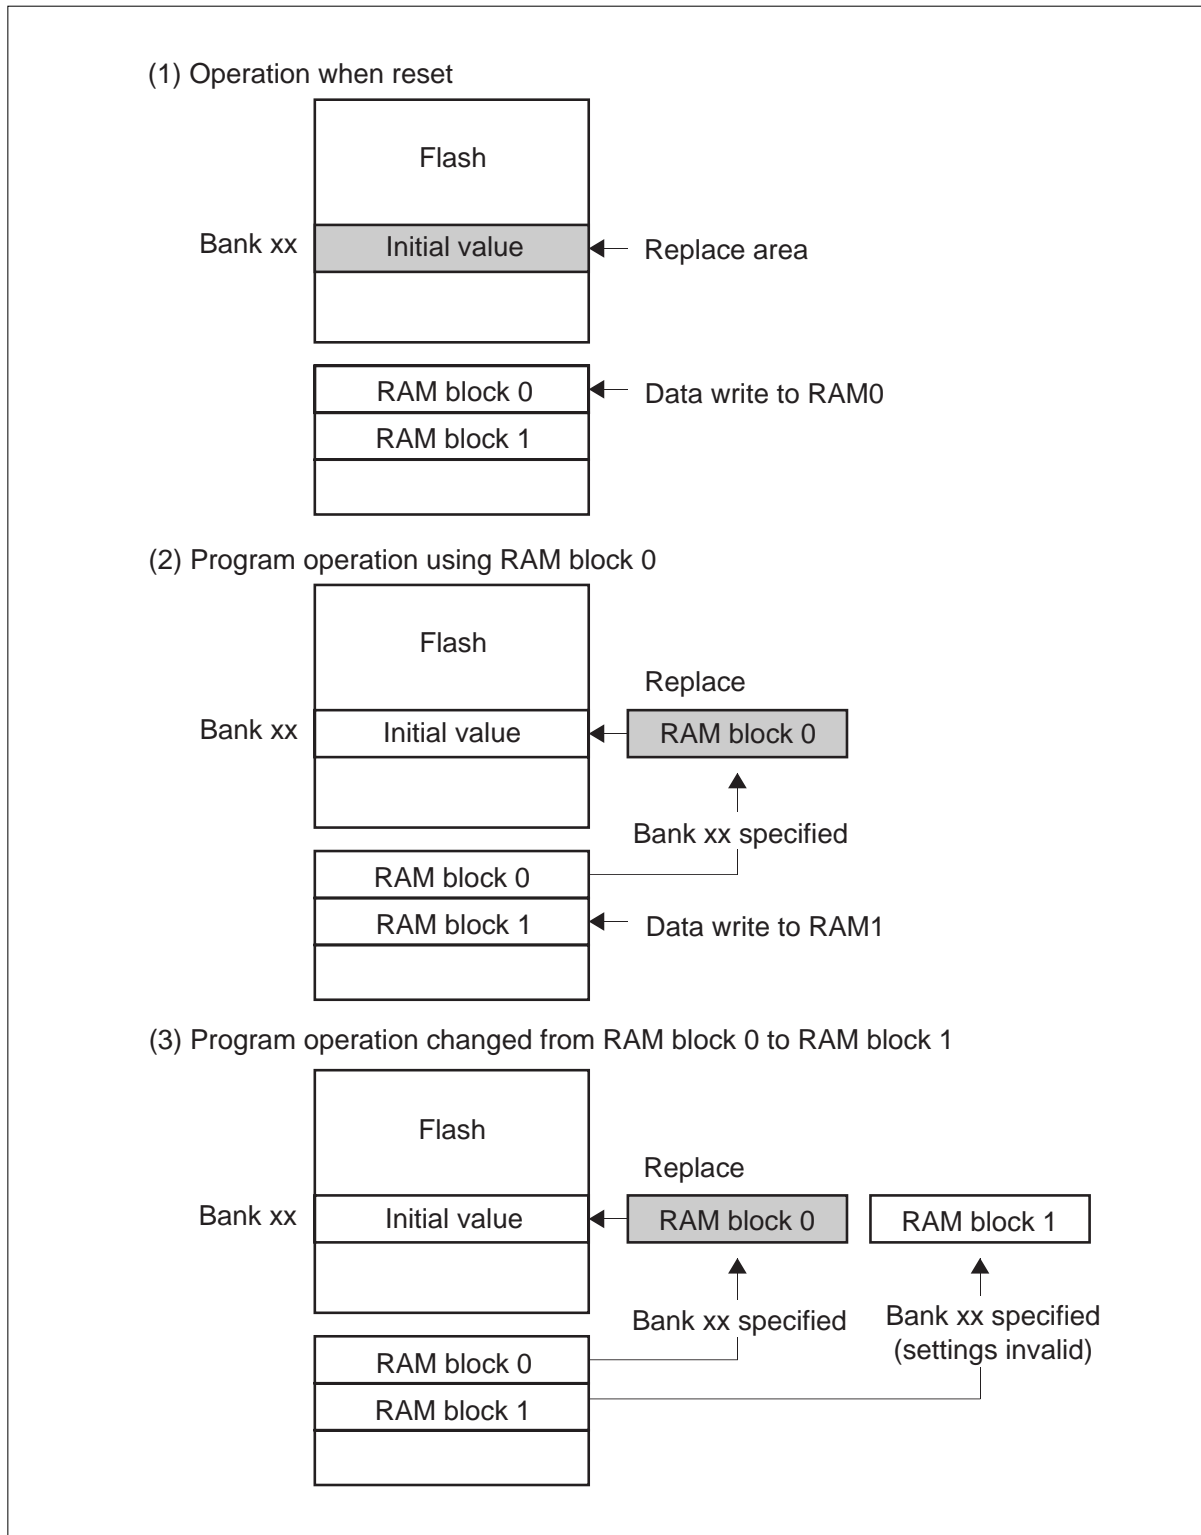 (1) Operation when reset
Flash
Bank xx
Initial value
Replace area
RAM block 0
Data write to RAM0
RAM block 1
(2) Program operation using RAM block 0
Flash
Replace
Bank xx
Initial value
RAM block 0
Bank xx specified
RAM block 0
RAM block 1
Data write to RAM1
(3) Program operation changed from RAM block 0 to RAM block 1
Flash
Replace
Bank xx
Initial value
RAM block 0
RAM block 1
Bank xx specified
Bank xx specified
(settings invalid)
RAM block 0
RAM block 1